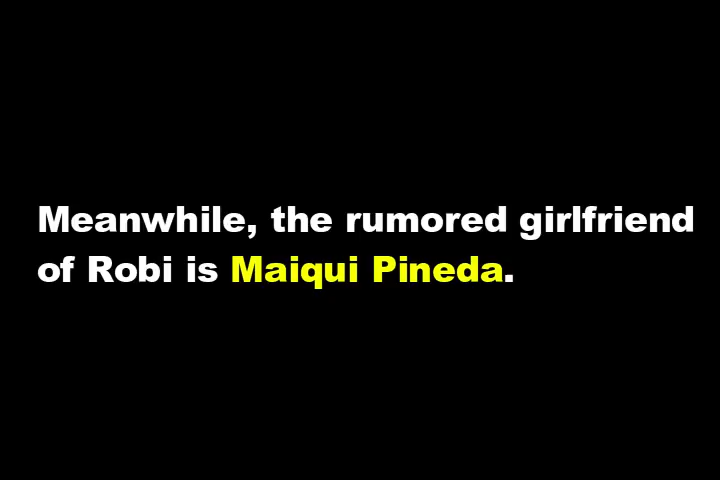 Meanwhile, the rumored girlfriend
of Robi is Maiqui Pineda.